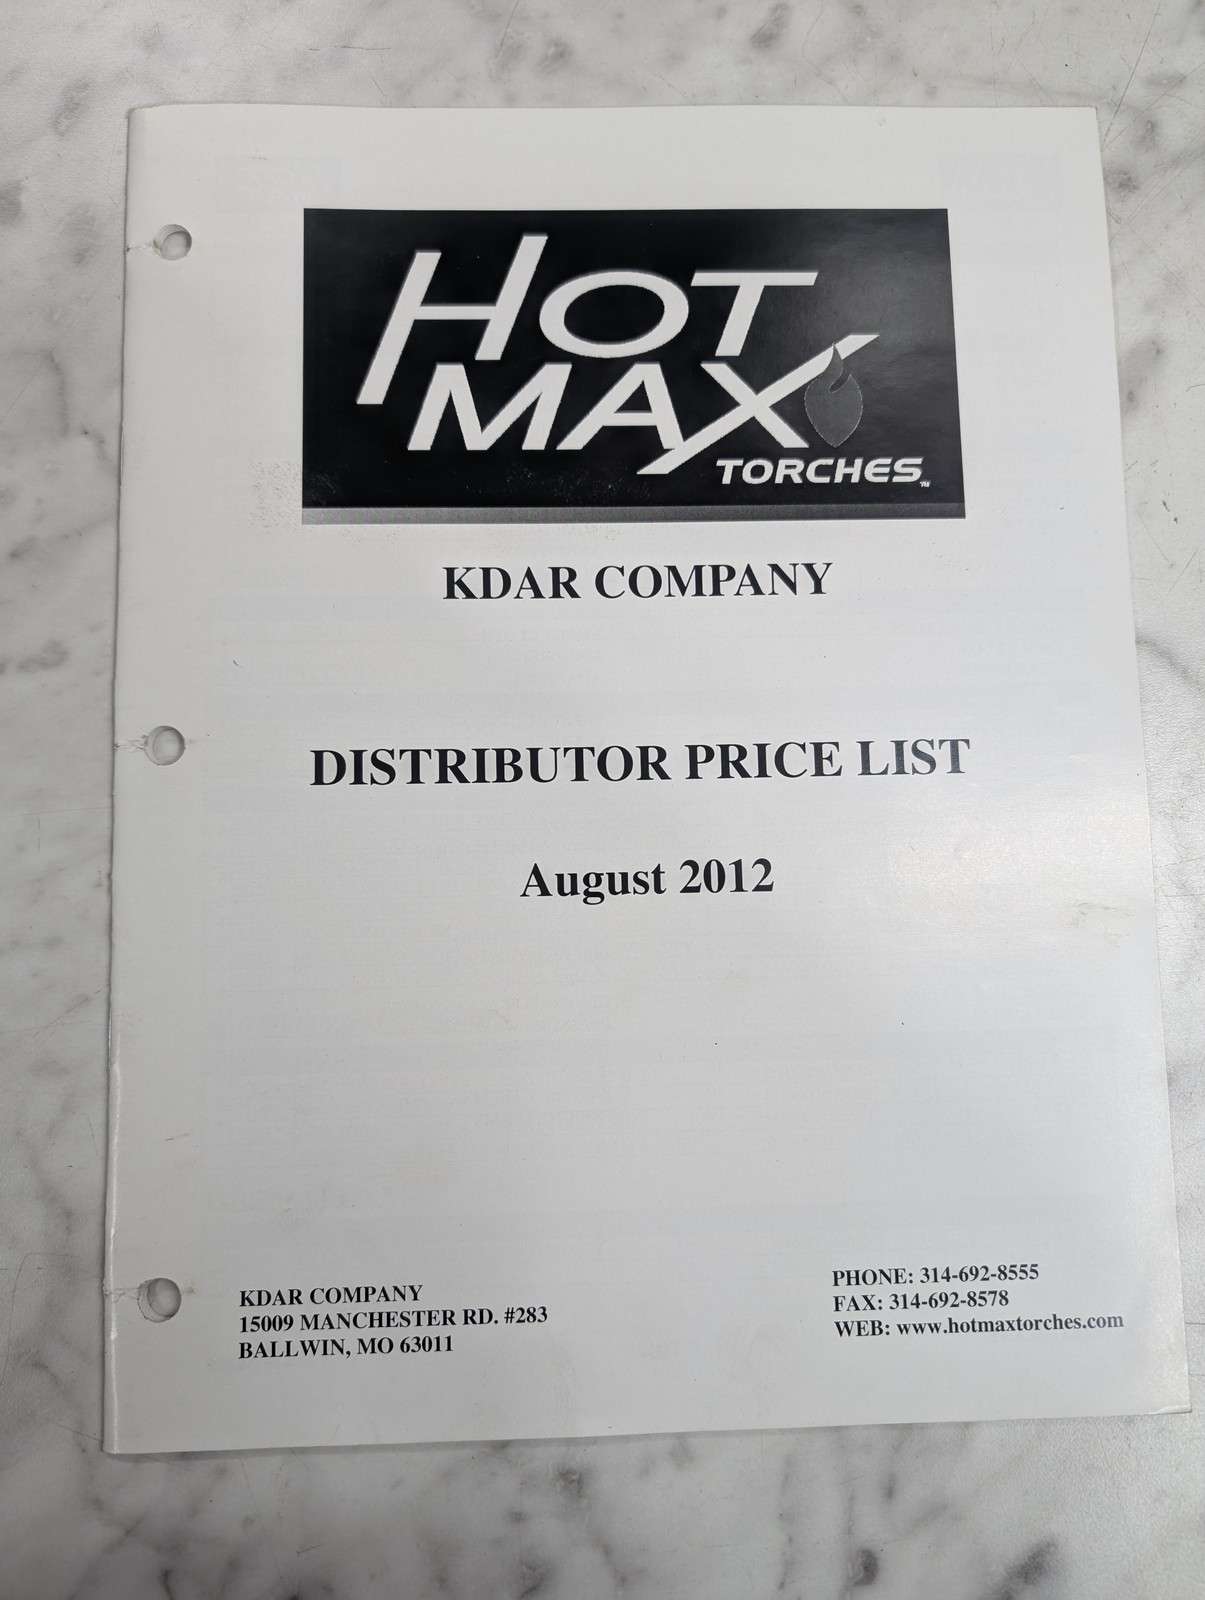 HOT
MAX
TORCHES™
KDAR COMPANY
DISTRIBUTOR PRICE LIST
August 2012
KDAR COMPANY
15009 MANCHESTER RD. #283
BALLWIN, MO 63011
PHONE: 314-692-8555
FAX: 314-692-8578
WEB: www.hotmaxtorches.com